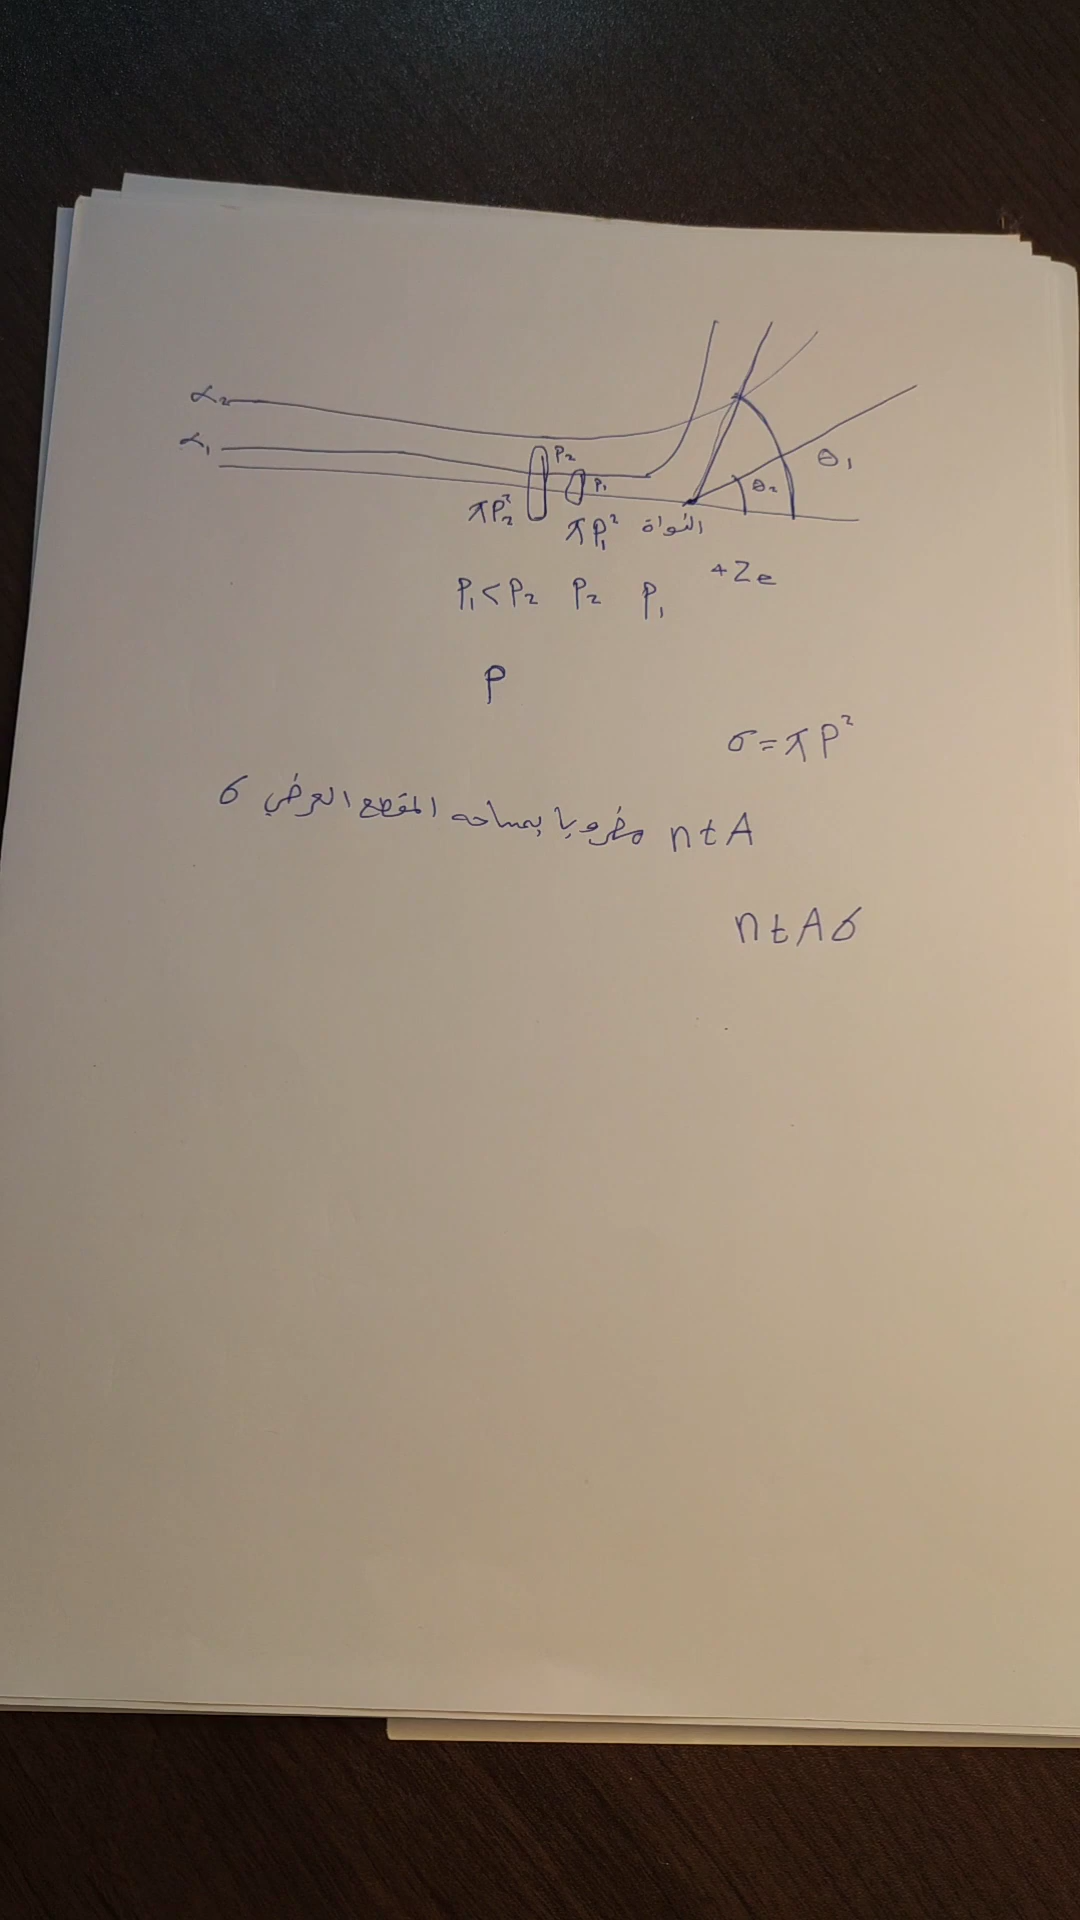 α₂
α₁
P₂
P₁
θ₁
θ₂
πP₂²
πP₁²
النواة
+Ze
P₁<P₂ P₂ P₁
P
σ=πP²
ntA مضروبا بمساحه المقطع العرضي σ
ntAσ